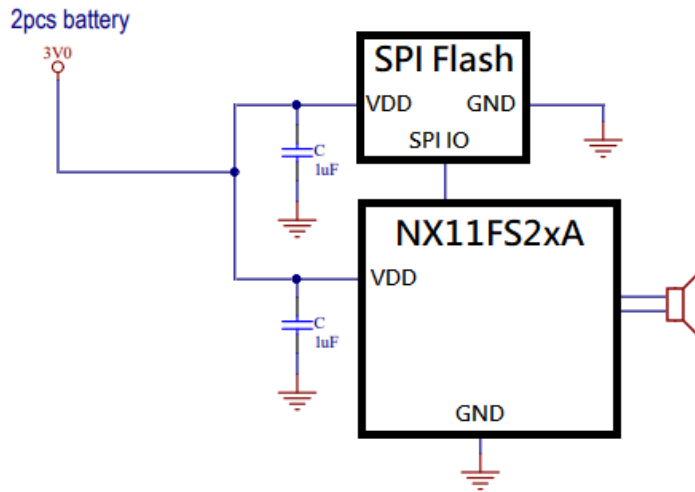 2pcs battery
3V0
SPI Flash
VDD
GND
SPI IO
C
1uF
NX11FS2xA
VDD
C
1uF
GND